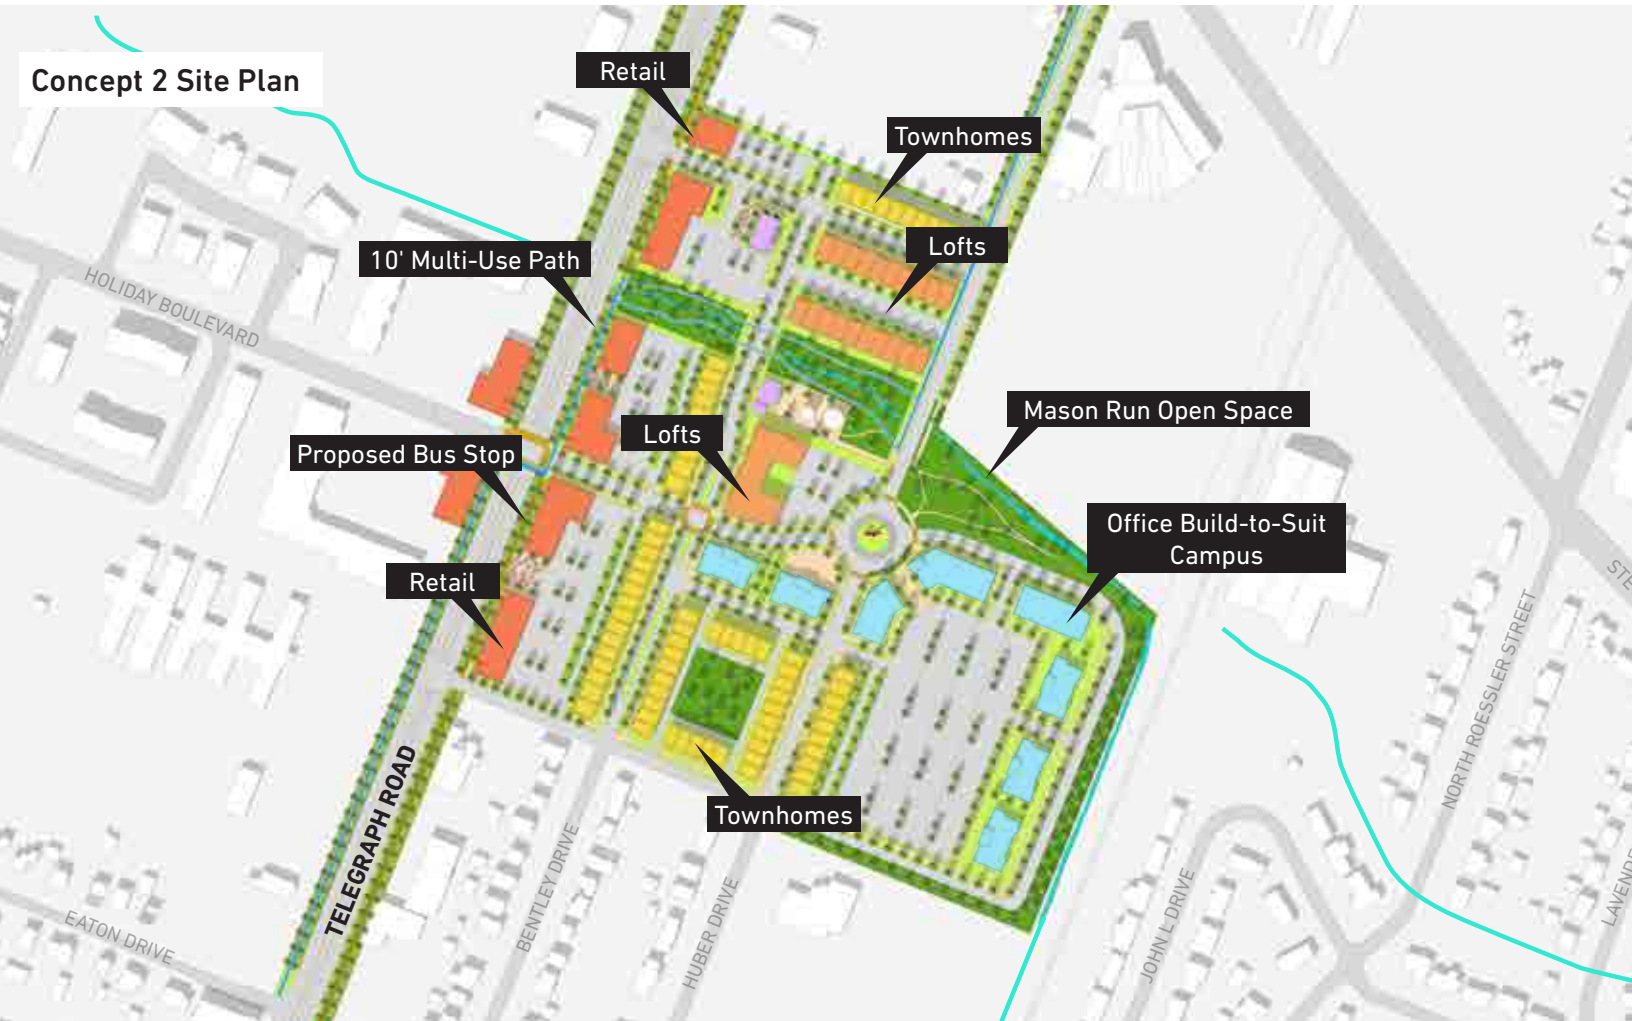 Concept 2 Site Plan
Retail
Townhomes
Lofts
10' Multi-Use Path
HOLIDAY BOULEVARD
Mason Run Open Space
Lofts
Proposed Bus Stop
Office Build-to-Suit
Campus
Retail
NORTH ROESSLER STREET
Townhomes
TELEGRAPH ROAD
EATON DRIVE
BENTLEY DRIVE
HUBER DRIVE
JOHN L DRIVE